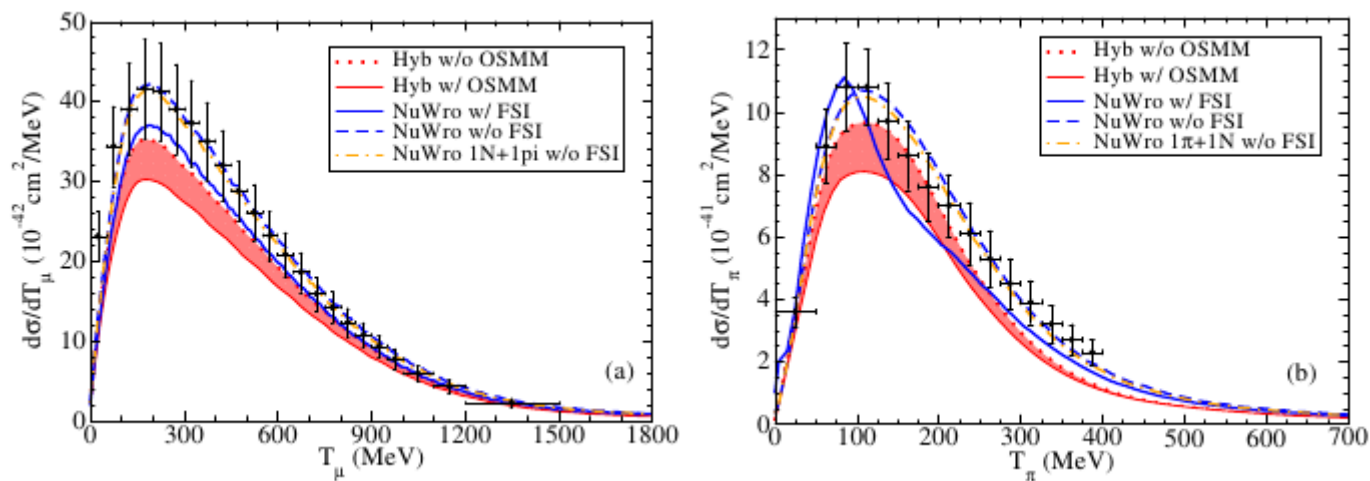 50
40
30
20
10
0
dσ/dT_μ (10^-42 cm^2/MeV)
Hyb w/o OSMM
Hyb w/ OSMM
NuWro w/ FSI
NuWro w/o FSI
NuWro 1N+1pi w/o FSI
(a)
0 300 600 900 1200 1500 1800
T_μ (MeV)
12
10
8
6
4
2
0
dσ/dT_π (10^-41 cm^2/MeV)
Hyb w/o OSMM
Hyb w/ OSMM
NuWro w/ FSI
NuWro w/o FSI
NuWro 1π+1N w/o FSI
(b)
0 100 200 300 400 500 600 700
T_π (MeV)